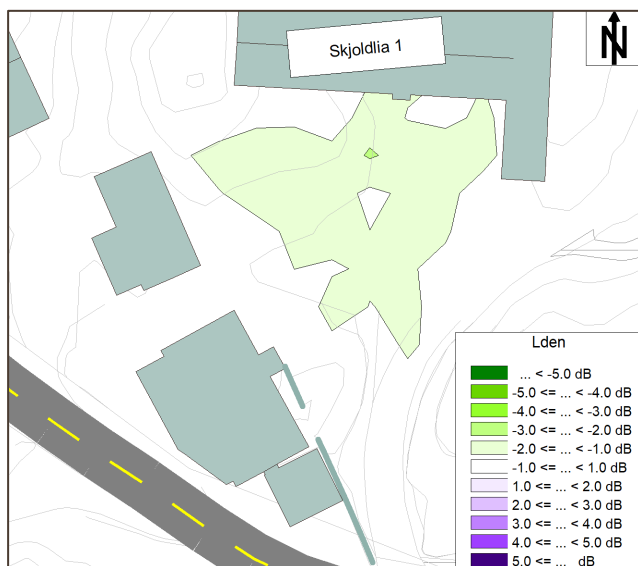 Skjoldlia 1
N
Lden
... < -5.0 dB
-5.0 <= ... < -4.0 dB
-4.0 <= ... < -3.0 dB
-3.0 <= ... < -2.0 dB
-2.0 <= ... < -1.0 dB
-1.0 <= ... < 1.0 dB
1.0 <= ... < 2.0 dB
2.0 <= ... < 3.0 dB
3.0 <= ... < 4.0 dB
4.0 <= ... < 5.0 dB
5.0 <= ... dB